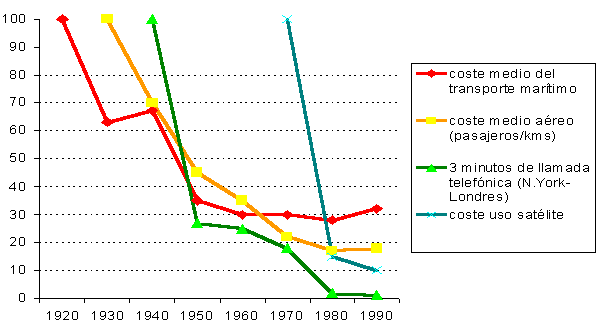 100
90
80
70
60
50
40
30
20
10
0
1920 1930 1940 1950 1960 1970 1980 1990
coste medio del
transporte marítimo
coste medio aéreo
(pasajeros/kms)
3 minutos de llamada
telefónica (N.York-
Londres)
coste uso satélite